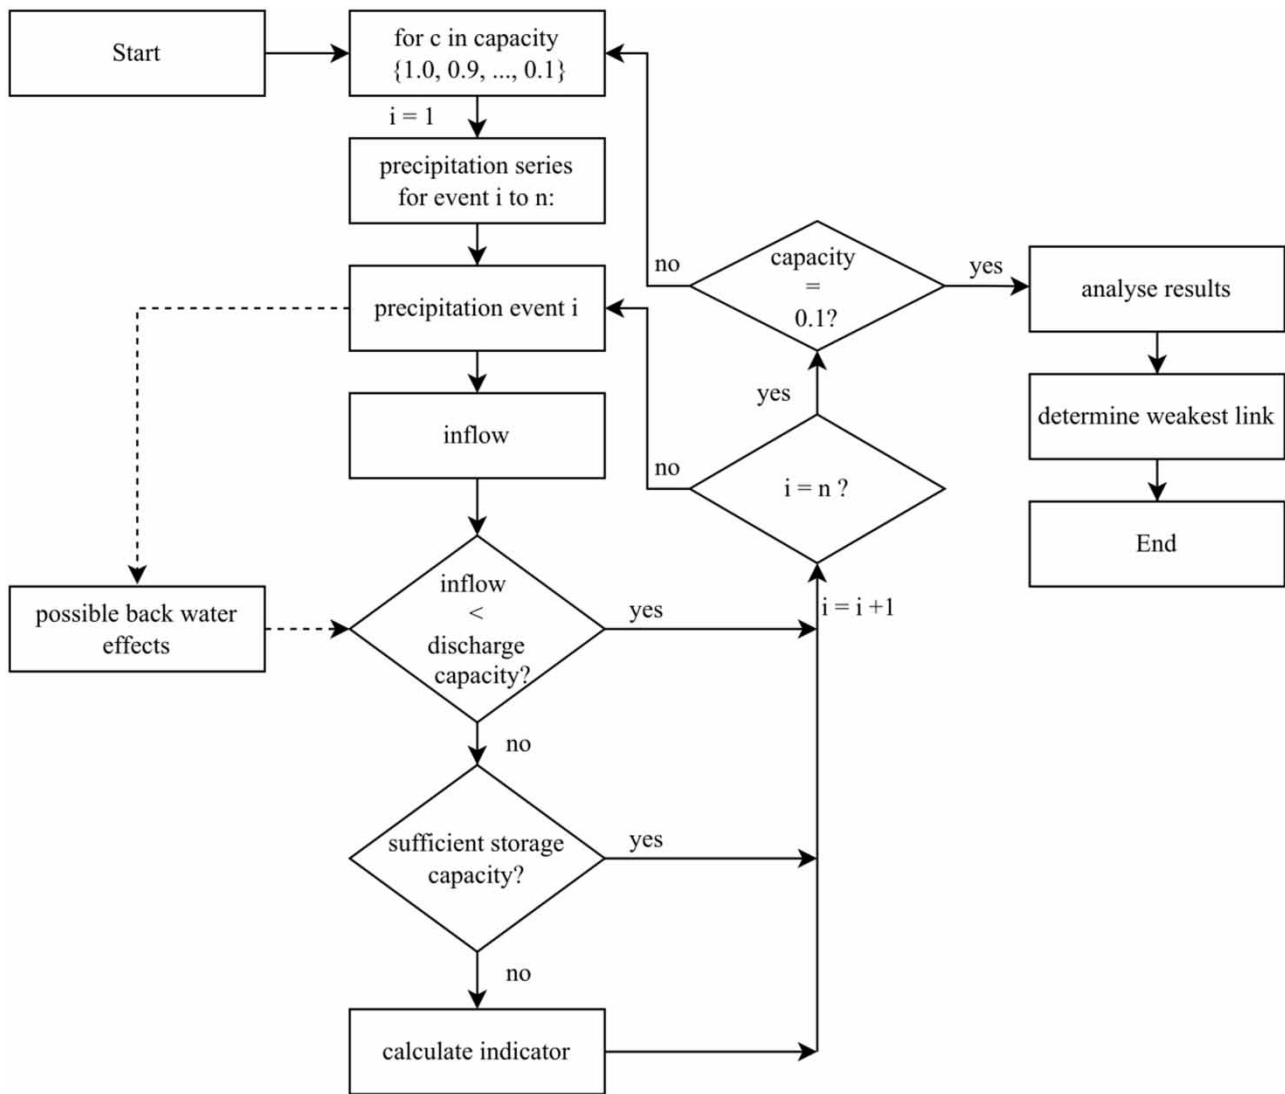 Start
for c in capacity
{1.0, 0.9, ..., 0.1}
i = 1
precipitation series
for event i to n:
precipitation event i
inflow
inflow
<
discharge
capacity?
possible back water
effects
yes
no
sufficient storage
capacity?
yes
no
calculate indicator
i = i +1
i = n ?
no
yes
capacity
=
0.1?
no
yes
analyse results
determine weakest link
End